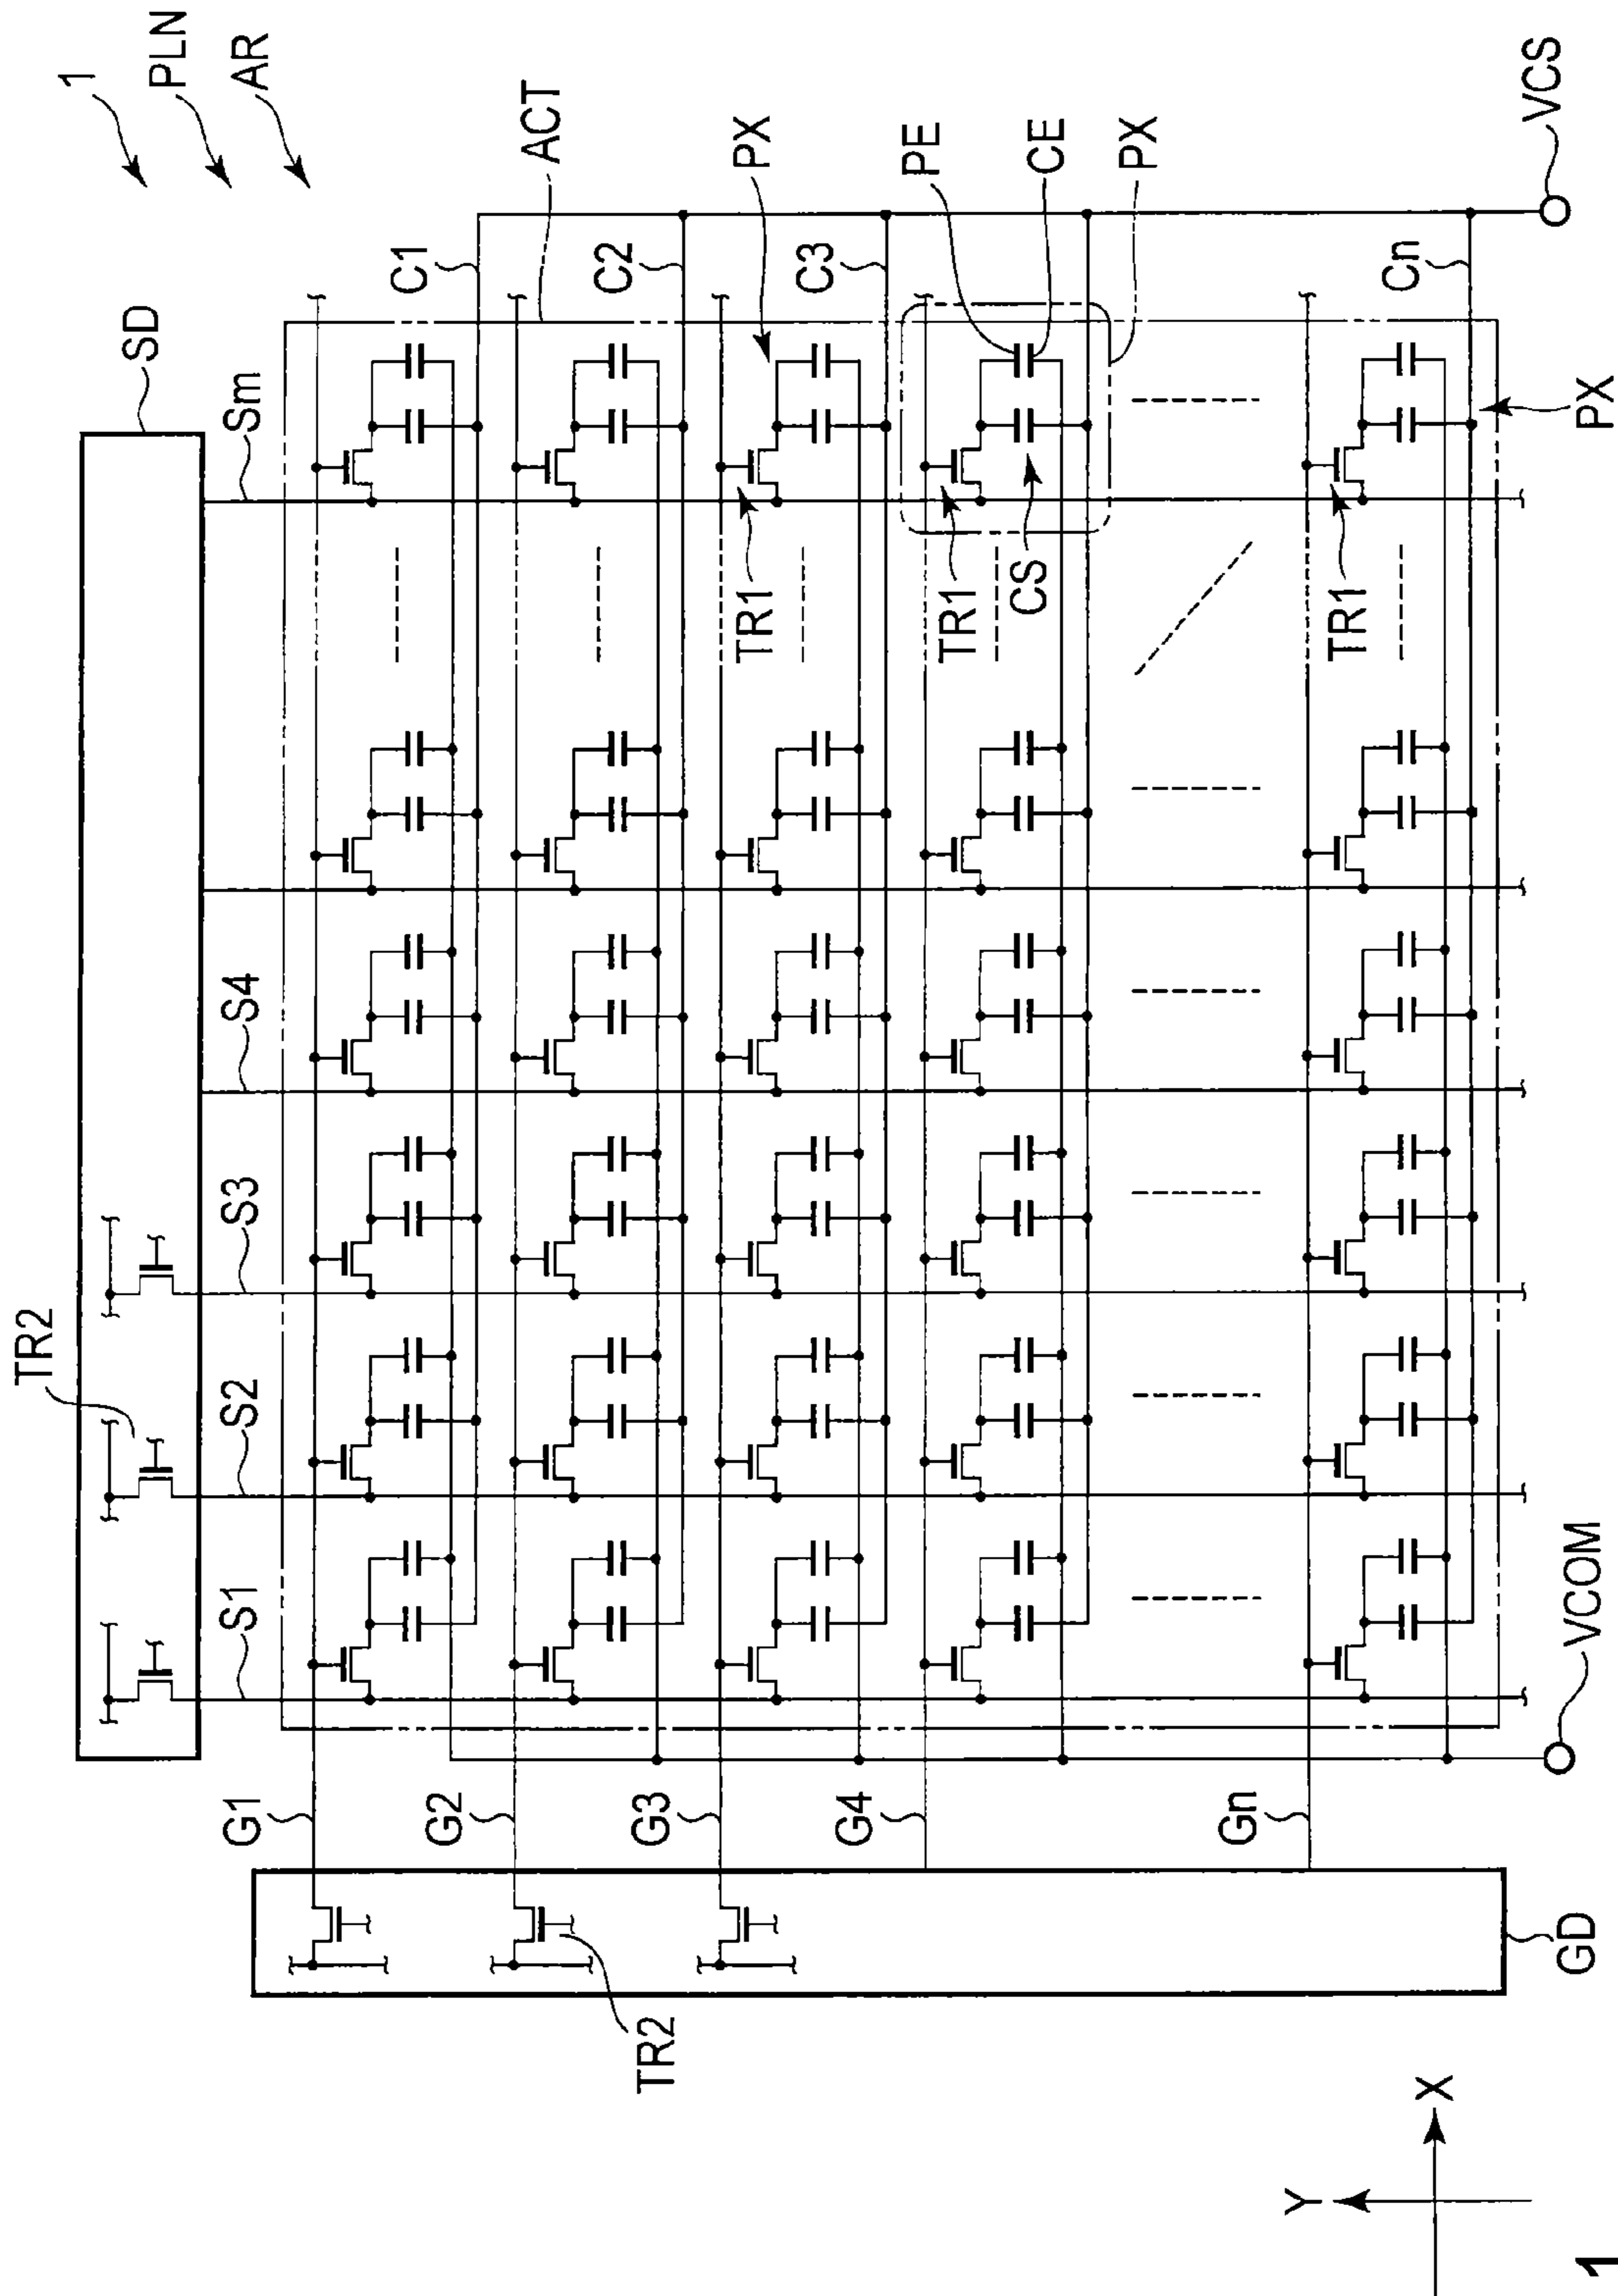 1
PLN
AR
SD
TR2
S1
S2
S3
S4
Sm
ACT
G1
C1
G2
C2
PX
G3
C3
TR1
PE
CE
G4
TR1
CS
PX
TR2
Gn
Cn
TR1
PX
GD
VCOM
VCS
Y
X
1